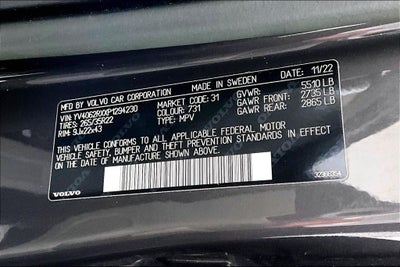 MFD BY VOLVO CAR CORPORATION MADE IN SWEDEN DATE: 11/22
MARKET CODE: 31 GVWR: 5510 LB
TIRES: 265/35R22 COLOUR: 731 GAWR FRONT: 2735 LB
RIM: 9Jx22x43 TYPE: MPV GAWR REAR: 2865 LB
THIS VEHICLE CONFORMS TO ALL APPLICABLE FEDERAL MOTOR
VEHICLE SAFETY, BUMPER AND THEFT PREVENTION STANDARDS IN EFFECT
ON THE DATE OF MANUFACTURE SHOWN ABOVE.
VOLVO